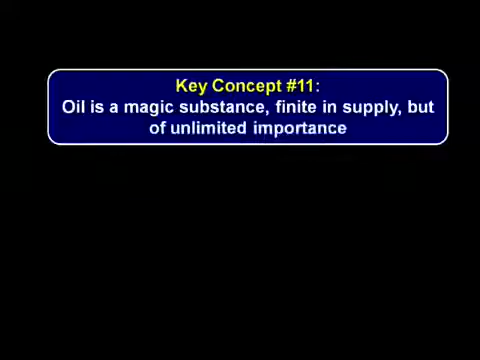 Key Concept #11:
Oil is a magic substance, finite in supply, but
of unlimited importance